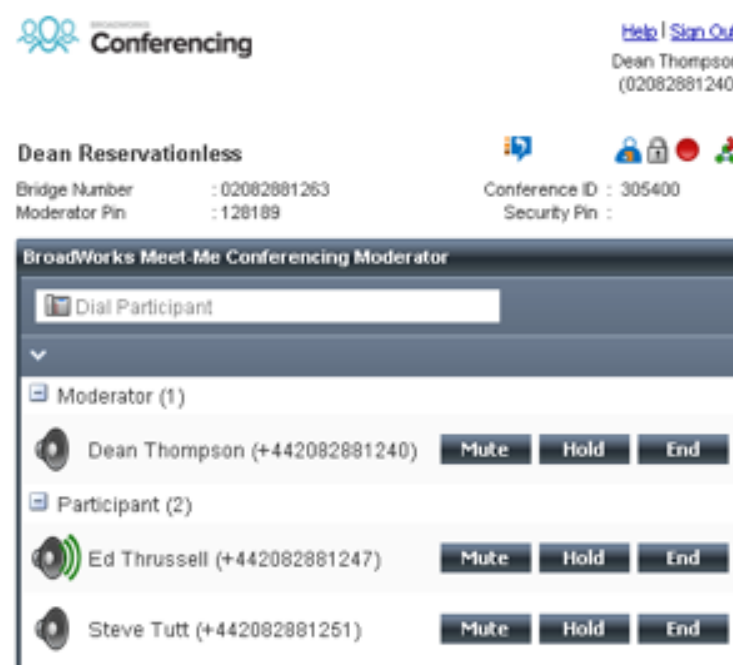 BROADWORKS
Conferencing
Help | Sign Out
Dean Thompson
(02082881240
Dean Reservationless
Bridge Number : 02082881263 Conference ID : 305400
Moderator Pin : 128189 Security Pin :
BroadWorks Meet-Me Conferencing Moderator
Dial Participant
Moderator (1)
Dean Thompson (+442082881240) Mute Hold End
Participant (2)
Ed Thrussell (+442082881247) Mute Hold End
Steve Tutt (+442082881251) Mute Hold End